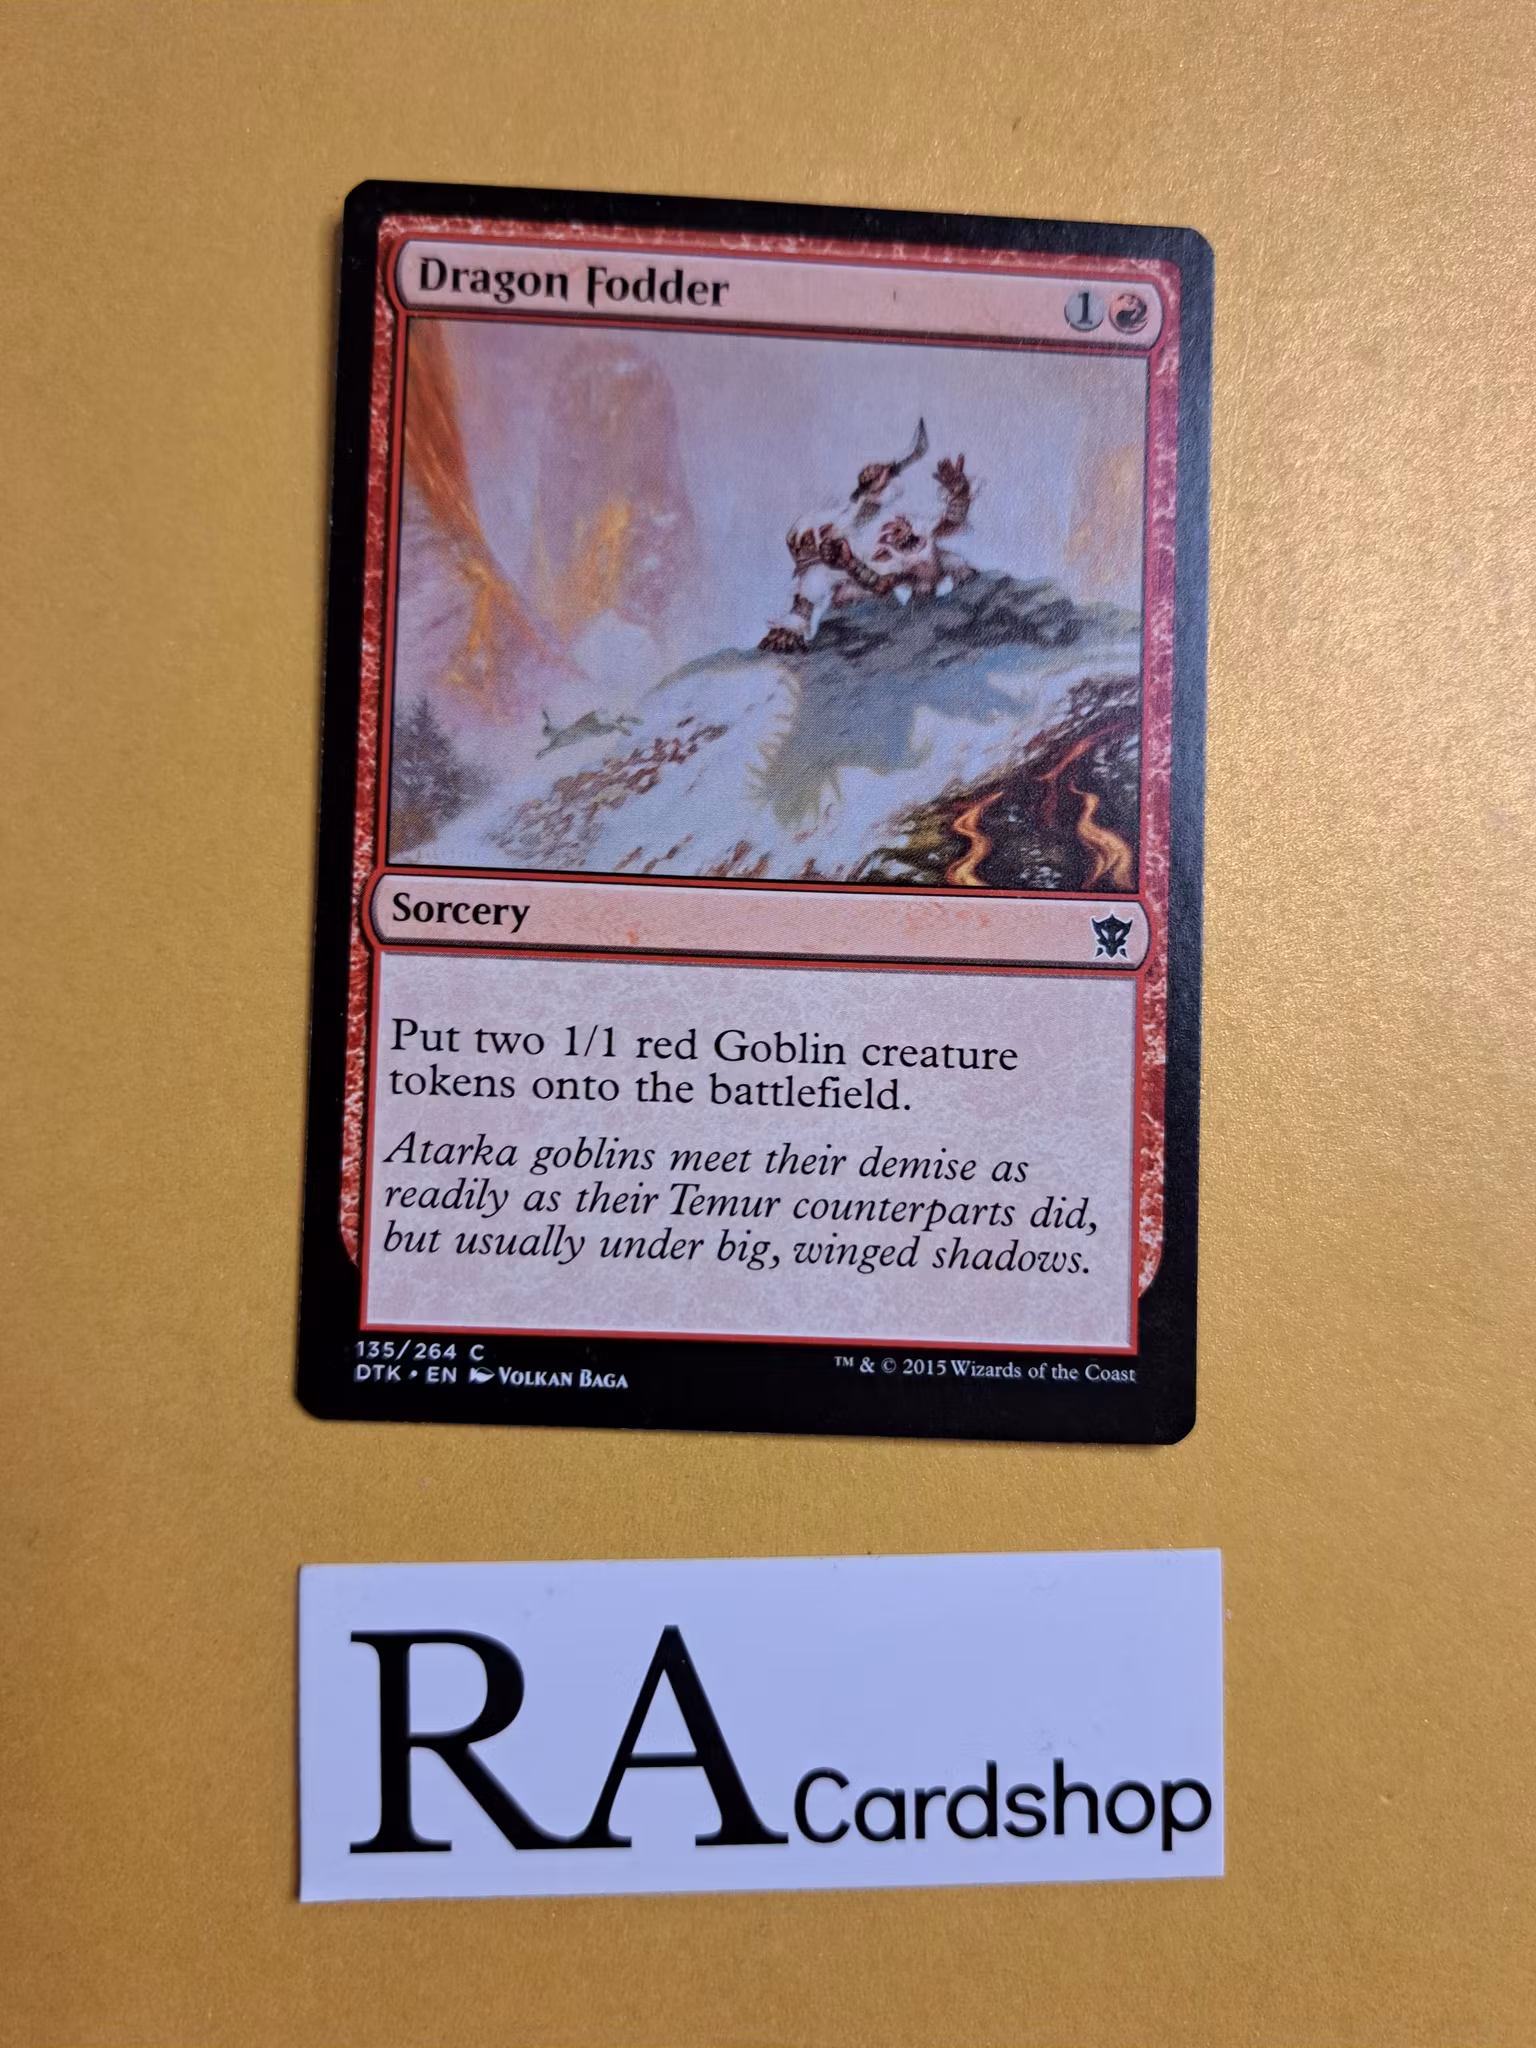 Dragon Fodder
1
Sorcery
Put two 1/1 red Goblin creature
tokens onto the battlefield.
Atarka goblins meet their demise as
readily as their Temur counterparts did,
but usually under big, winged shadows.
135/264 C
DTK • EN Volkan Baga
™ & © 2015 Wizards of the Coast
RA Cardshop